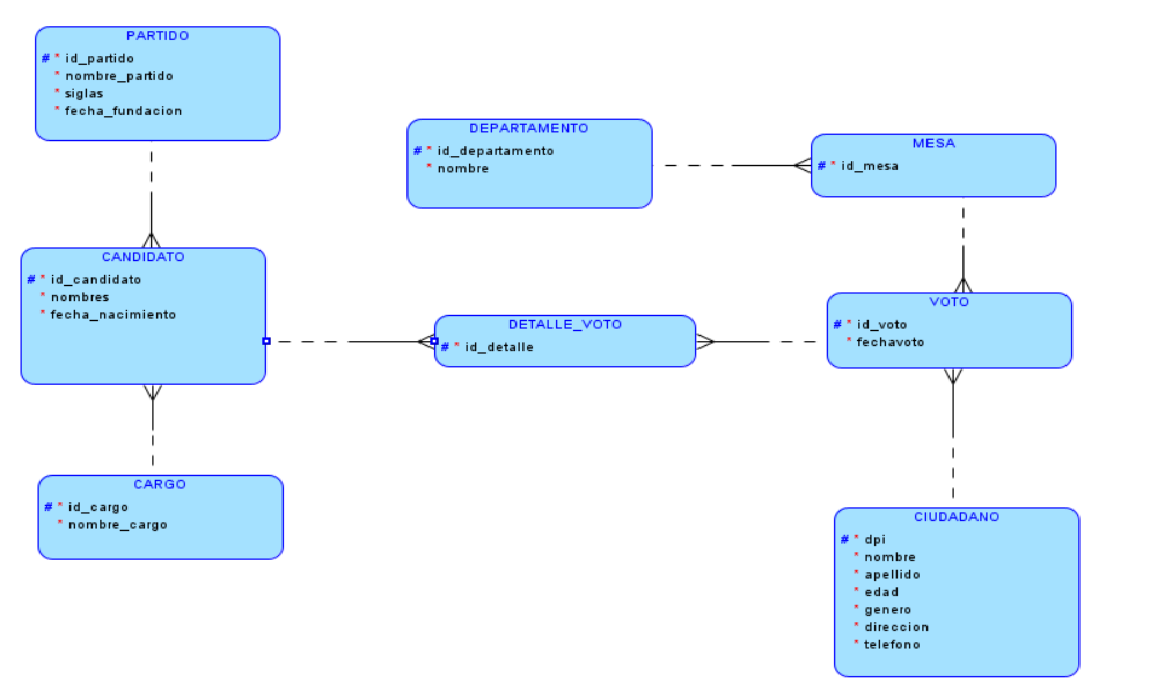 PARTIDO
# * id_partido
* nombre_partido
* siglas
* fecha_fundacion
DEPARTAMENTO
# * id_departamento
* nombre
MESA
# * id_mesa
CANDIDATO
# * id_candidato
* nombres
* fecha_nacimiento
DETALLE_VOTO
# * id_detalle
VOTO
# * id_voto
* fechavoto
CARGO
# * id_cargo
* nombre_cargo
CIUDADANO
# * dpi
* nombre
* apellido
* edad
* genero
* direccion
* telefono